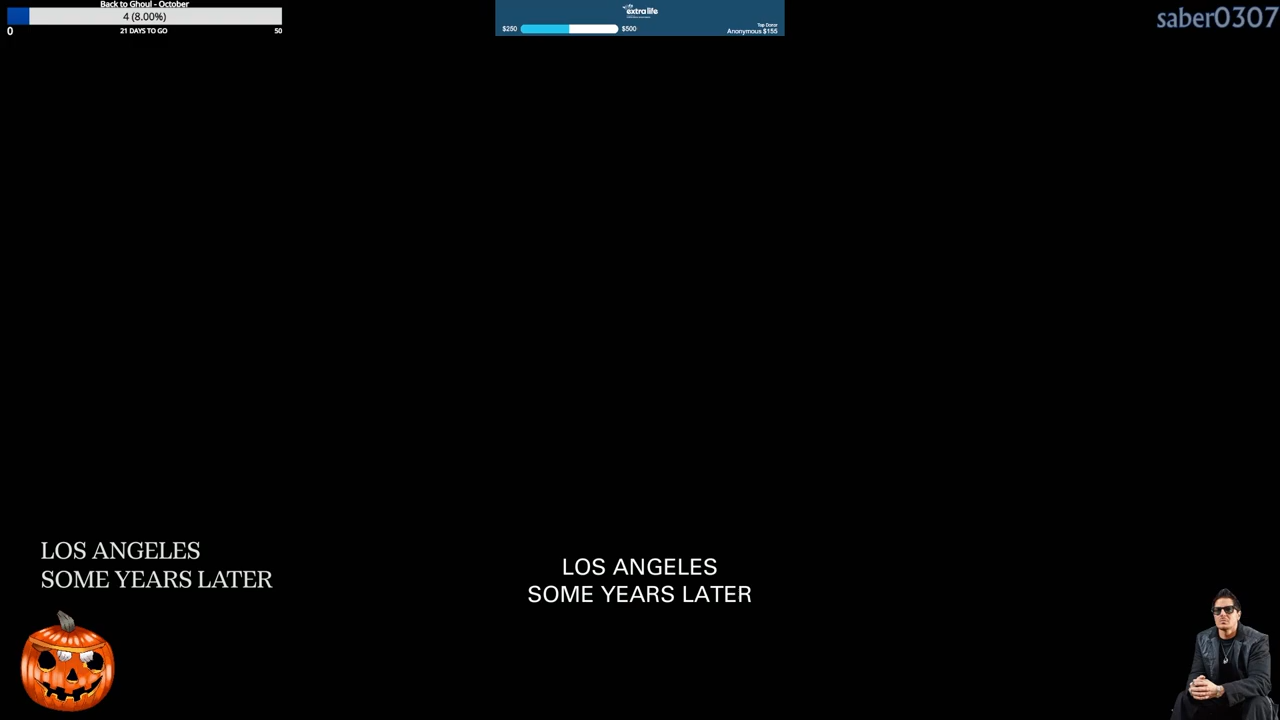 Back to Ghoul - October
4 (8.00%)
0
21 DAYS TO GO
50
extra life
$250
$500
Top Donor
Anonymous $155
saber0307
LOS ANGELES
SOME YEARS LATER
LOS ANGELES
SOME YEARS LATER